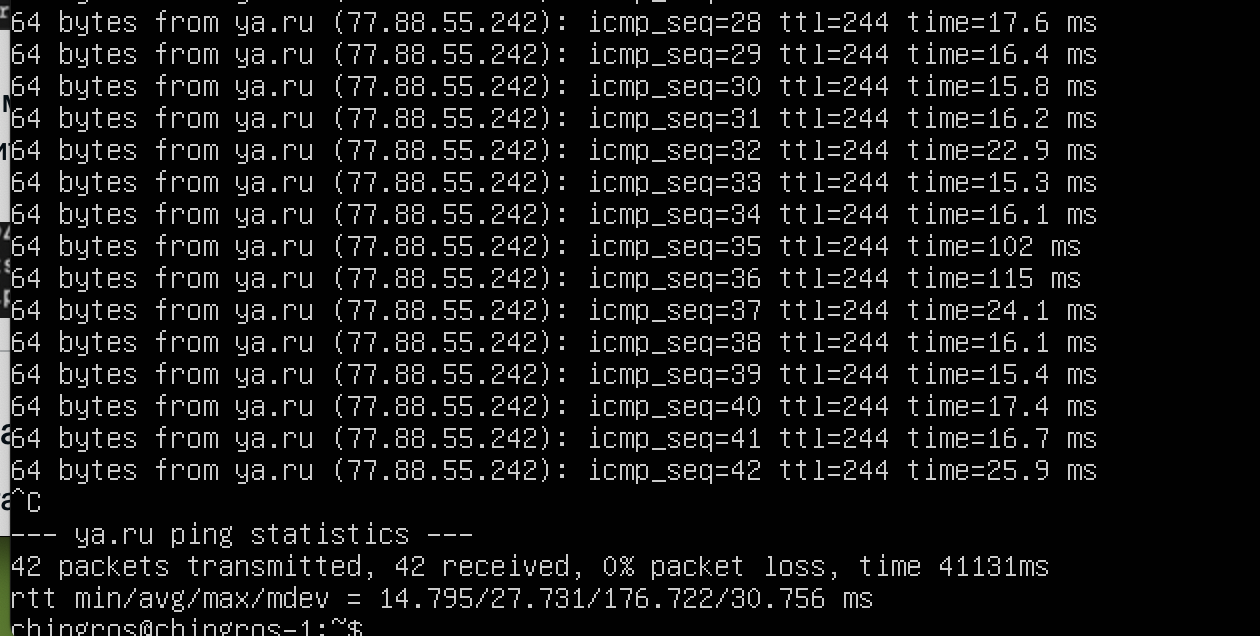 64 bytes from ya.ru (77.88.55.242): icmp_seq=28 ttl=244 time=17.6 ms
64 bytes from ya.ru (77.88.55.242): icmp_seq=29 ttl=244 time=16.4 ms
64 bytes from ya.ru (77.88.55.242): icmp_seq=30 ttl=244 time=15.8 ms
64 bytes from ya.ru (77.88.55.242): icmp_seq=31 ttl=244 time=16.2 ms
64 bytes from ya.ru (77.88.55.242): icmp_seq=32 ttl=244 time=22.9 ms
64 bytes from ya.ru (77.88.55.242): icmp_seq=33 ttl=244 time=15.3 ms
64 bytes from ya.ru (77.88.55.242): icmp_seq=34 ttl=244 time=16.1 ms
64 bytes from ya.ru (77.88.55.242): icmp_seq=35 ttl=244 time=102 ms
64 bytes from ya.ru (77.88.55.242): icmp_seq=36 ttl=244 time=115 ms
64 bytes from ya.ru (77.88.55.242): icmp_seq=37 ttl=244 time=24.1 ms
64 bytes from ya.ru (77.88.55.242): icmp_seq=38 ttl=244 time=16.1 ms
64 bytes from ya.ru (77.88.55.242): icmp_seq=39 ttl=244 time=15.4 ms
64 bytes from ya.ru (77.88.55.242): icmp_seq=40 ttl=244 time=17.4 ms
64 bytes from ya.ru (77.88.55.242): icmp_seq=41 ttl=244 time=16.7 ms
64 bytes from ya.ru (77.88.55.242): icmp_seq=42 ttl=244 time=25.9 ms
^C
--- ya.ru ping statistics ---
42 packets transmitted, 42 received, 0% packet loss, time 41131ms
rtt min/avg/max/mdev = 14.795/27.731/176.722/30.756 ms
chingros@chingros-1:~$